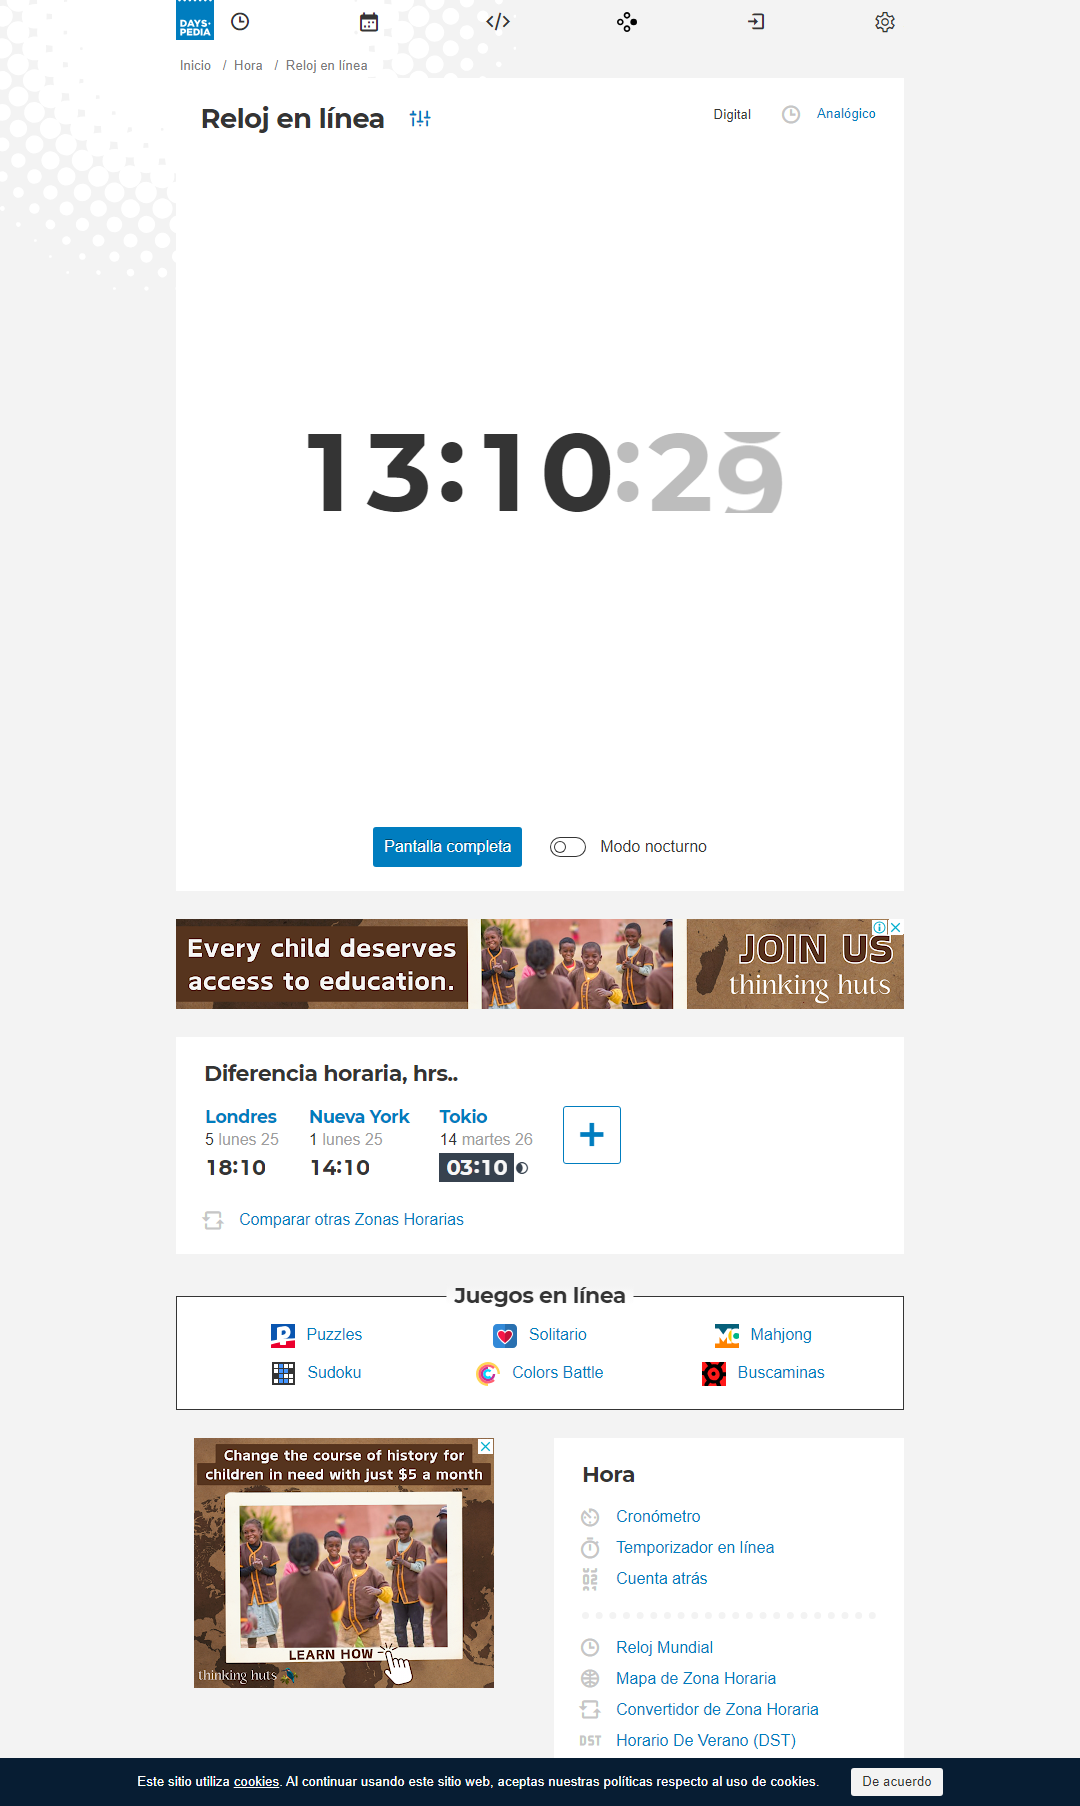 DAYS·
PEDIA
Inicio / Hora / Reloj en línea
Reloj en línea
Digital
Analógico
13:10:29
Pantalla completa
Modo nocturno
Every child deserves
access to education.
JOIN US
thinking huts
Diferencia horaria, hrs..
Londres
5 lunes 25
18:10
Nueva York
1 lunes 25
14:10
Tokio
14 martes 26
03:10
Comparar otras Zonas Horarias
Juegos en línea
Puzzles
Solitario
Mahjong
Sudoku
Colors Battle
Buscaminas
Change the course of history for
children in need with just $5 a month
LEARN HOW
thinking huts
Hora
Cronómetro
Temporizador en línea
Cuenta atrás
Reloj Mundial
Mapa de Zona Horaria
Convertidor de Zona Horaria
DST Horario De Verano (DST)
Este sitio utiliza cookies. Al continuar usando este sitio web, aceptas nuestras políticas respecto al uso de cookies.
De acuerdo